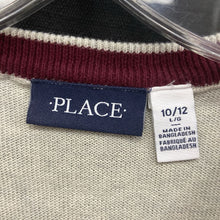 ·PLACE·
10/12
L/G
MADE IN
BANGLADESH
FABRIQUÉ AU
BANGLADESH